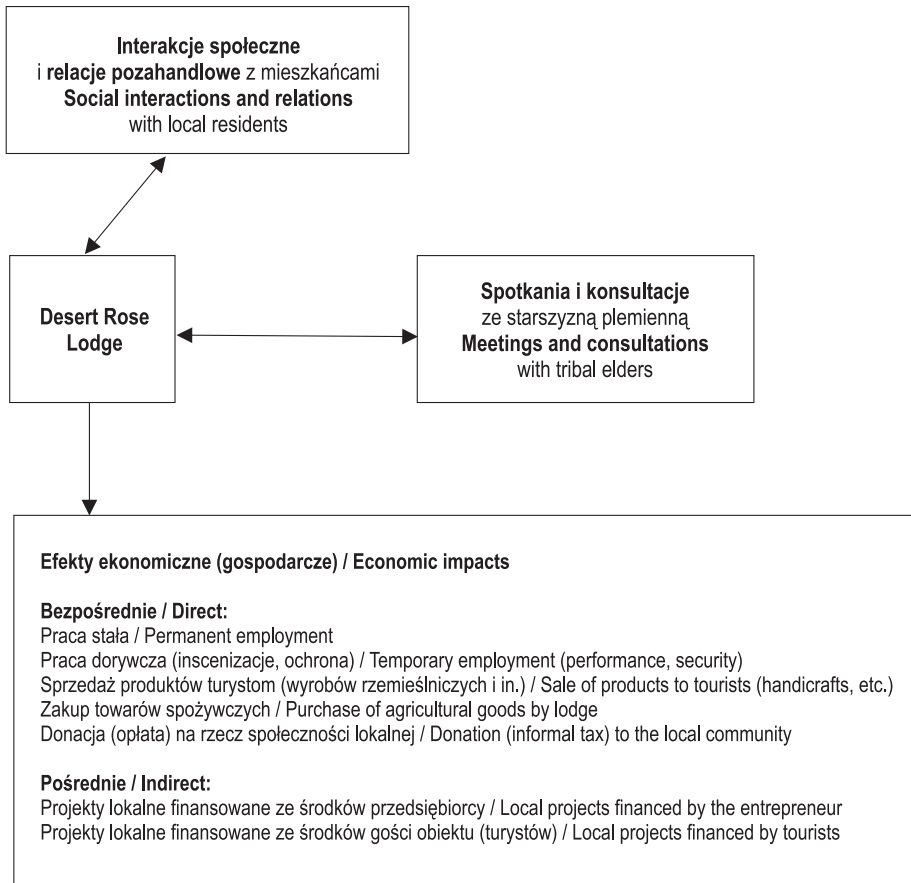 Interakcje społeczne
i relacje pozahandlowe z mieszkańcami
Social interactions and relations
with local residents
Desert Rose
Lodge
Spotkania i konsultacje
ze starszyzną plemienną
Meetings and consultations
with tribal elders
Efekty ekonomiczne (gospodarcze) / Economic impacts
Bezpośrednie / Direct:
Praca stała / Permanent employment
Praca dorywcza (inscenizacje, ochrona) / Temporary employment (performance, security)
Sprzedaż produktów turystom (wyrobów rzemieślniczych i in.) / Sale of products to tourists (handicrafts, etc.)
Zakup towarów spożywczych / Purchase of agricultural goods by lodge
Donacja (opłata) na rzecz społeczności lokalnej / Donation (informal tax) to the local community
Pośrednie / Indirect:
Projekty lokalne finansowane ze środków przedsiębiorcy / Local projects financed by the entrepreneur
Projekty lokalne finansowane ze środków gości obiektu (turystów) / Local projects financed by tourists